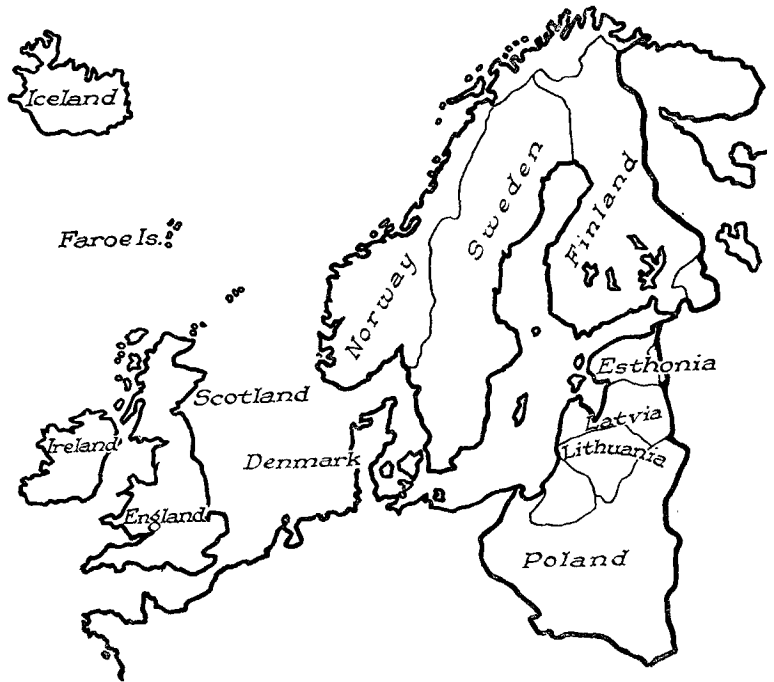 Iceland
Faroe Is.
Norway
Sweden
Finland
Scotland
Ireland
England
Denmark
Esthonia
Latvia
Lithuania
Poland